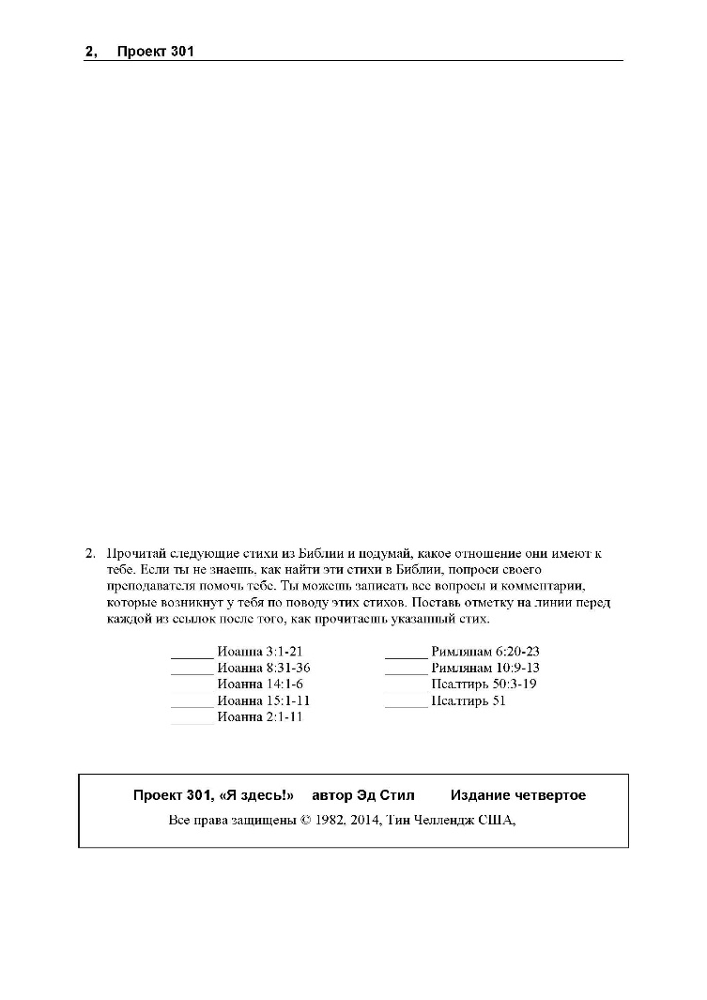 2, Проект 301
2. Прочитай следующие стихи из Библии и подумай, какое отношение они имеют к
тебе. Если ты не знаешь, как найти эти стихи в Библии, попроси своего
преподавателя помочь тебе. Ты можешь записать все вопросы и комментарии,
которые возникнут у тебя по поводу этих стихов. Поставь отметку на линии перед
каждой из ссылок после того, как прочитаешь указанный стих.
______ Иоанна 3:1-21 ______ Римлянам 6:20-23
______ Иоанна 8:31-36 ______ Римлянам 10:9-13
______ Иоанна 14:1-6 ______ Псалтирь 50:3-19
______ Иоанна 15:1-11 ______ Псалтирь 51
______ Иоанна 2:1-11
Проект 301, «Я здесь!» автор Эд Стил Издание четвертое
Все права защищены © 1982, 2014, Тин Челлендж США,